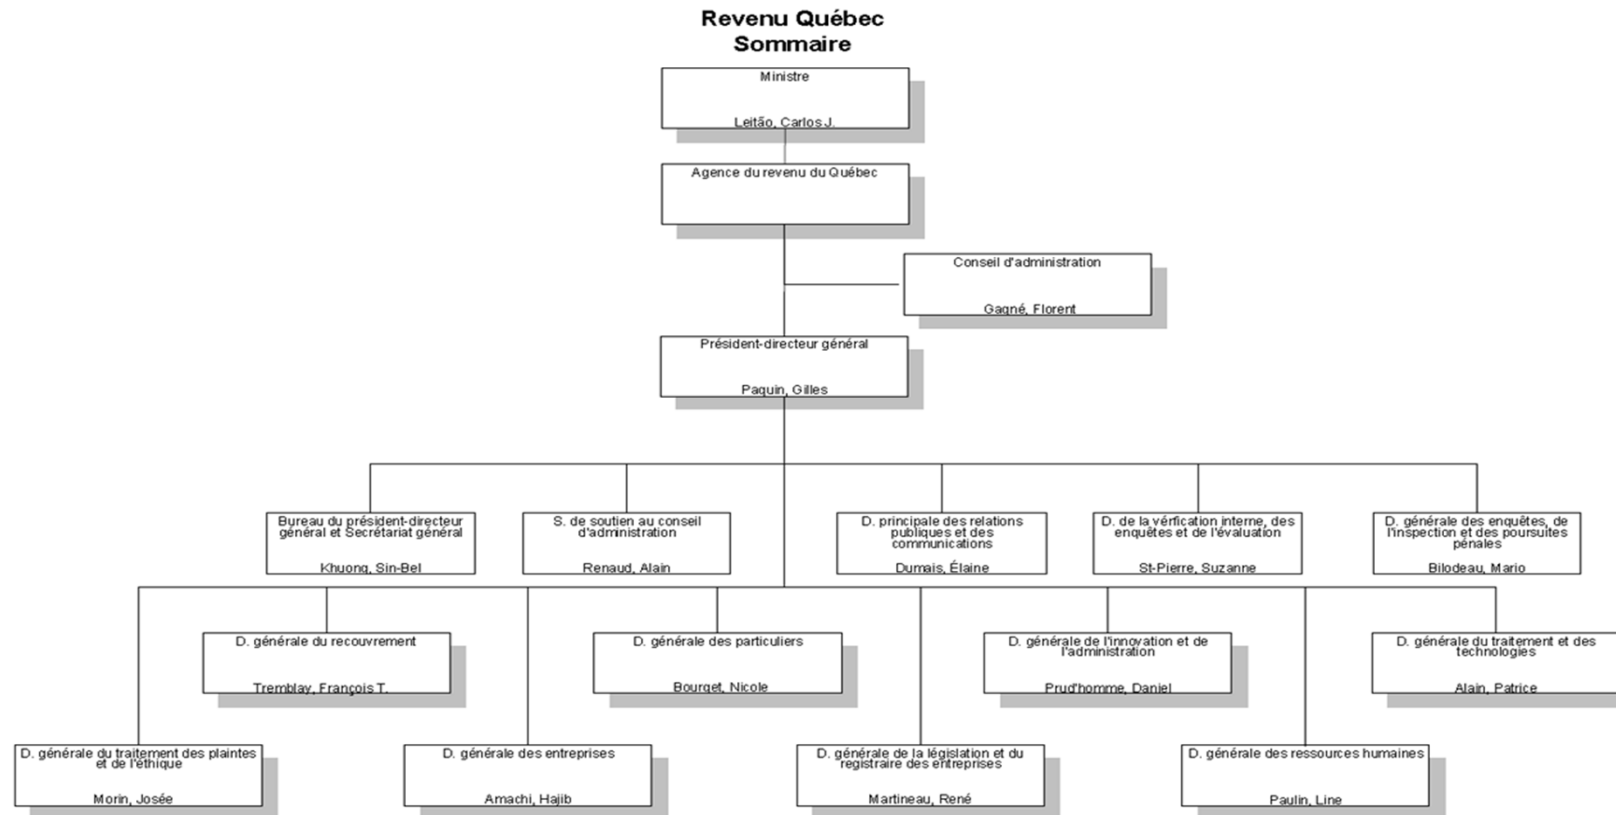 Revenu Québec
Sommaire
Ministre
Leitão, Carlos J.
Agence du revenu du Québec
Conseil d'administration
Gagné, Florent
Président-directeur général
Paquin, Gilles
Bureau du président-directeur
général et Secrétariat général
Khuong, Sin-Bel
S. de soutien au conseil
d'administration
Renaud, Alain
D. principale des relations
publiques et des
communications
Dumais, Élaine
D. de la vérfication interne, des
enquêtes et de l'évaluation
St-Pierre, Suzanne
D. générale des enquêtes, de
l'inspection et des poursuites
pénales
Bilodeau, Mario
D. générale du recouvrement
Tremblay, François T.
D. générale des particuliers
Bourget, Nicole
D. générale de l'innovation et de
l'administration
Prud'homme, Daniel
D. générale du traitement et des
technologies
Alain, Patrice
D. générale du traitement des plaintes
et de l'éthique
Morin, Josée
D. générale des entreprises
Amachi, Hajib
D. générale de la législation et du
registraire des entreprises
Martineau, René
D. générale des ressources humaines
Paulin, Line